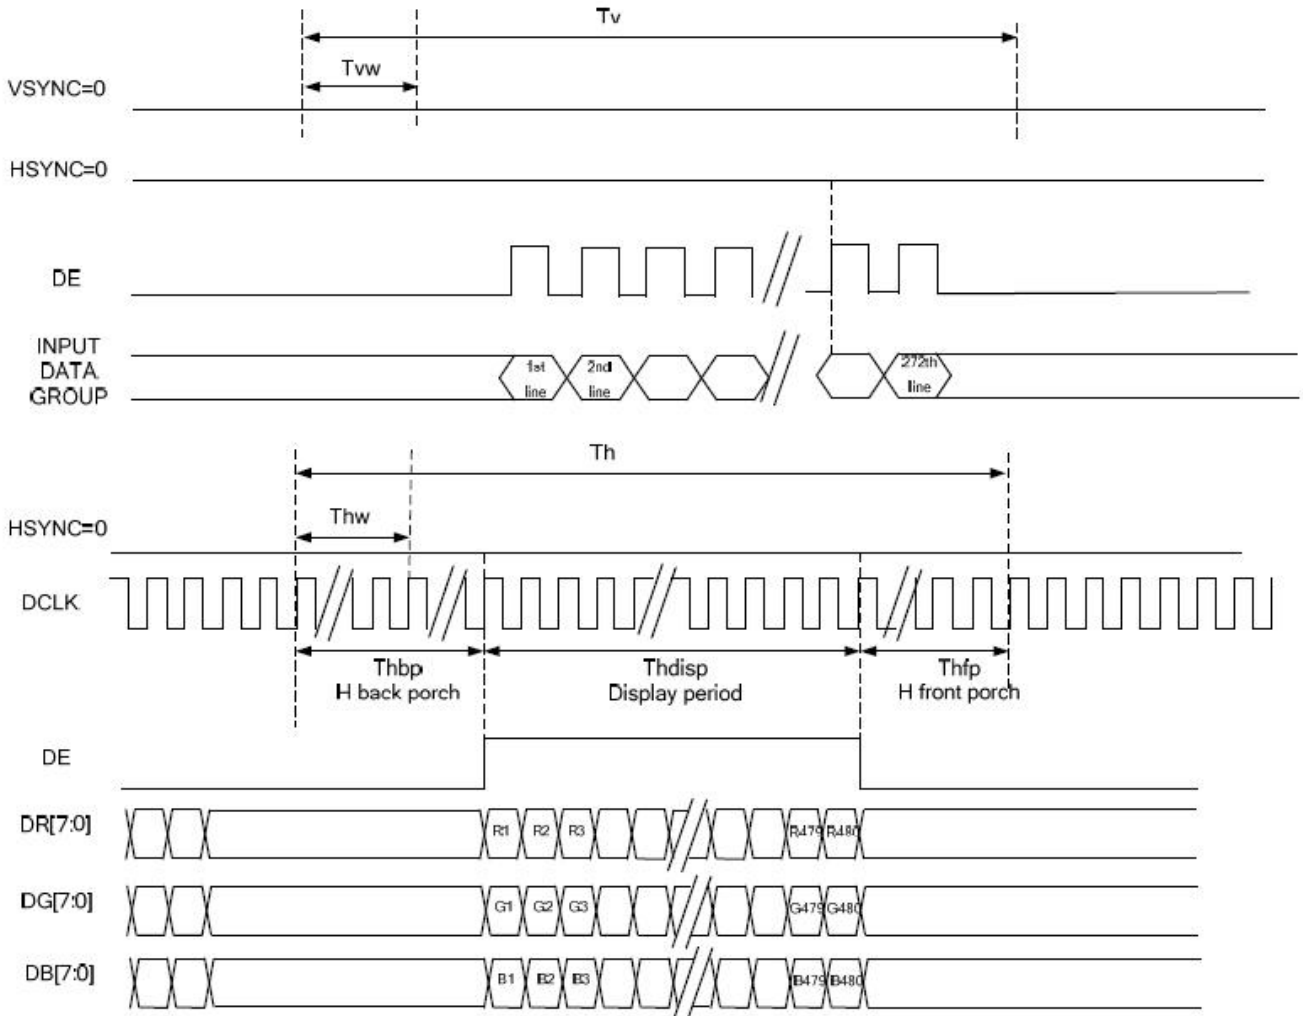 Tv
Tvw
VSYNC=0
HSYNC=0
DE
INPUT
DATA
GROUP
1st
line
2nd
line
272th
line
Th
HSYNC=0
Thw
DCLK
Thbp
H back porch
Thdisp
Display period
Thfp
H front porch
DE
DR[7:0] R1 R2 R3 R479 R480
DG[7:0] G1 G2 G3 G479 G480
DB[7:0] B1 B2 B3 B479 B480